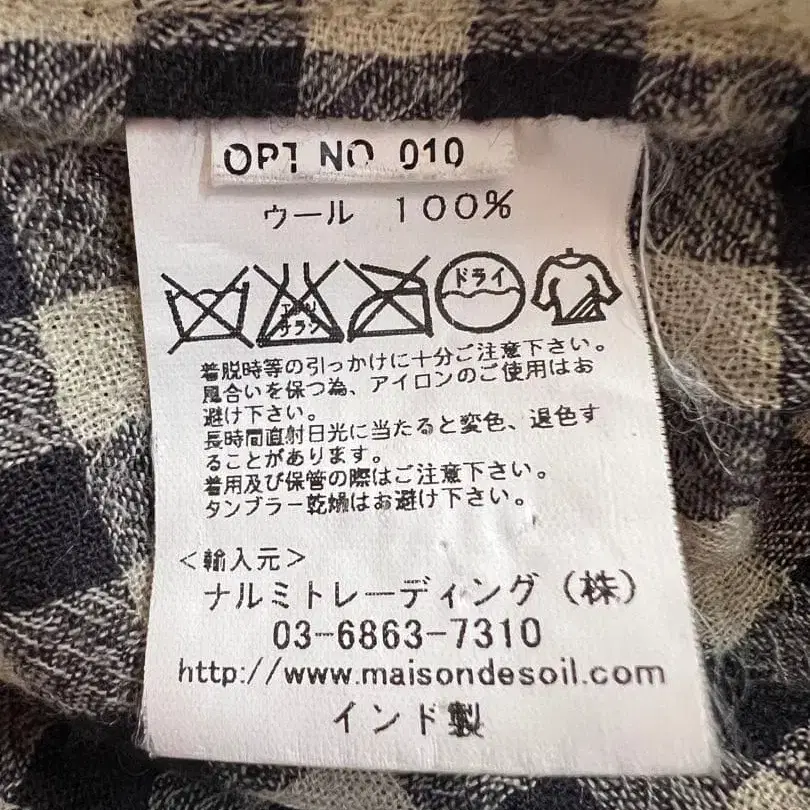 OPT NO 010
ウール 100%
エンソ
サラシ
ドライ
着脱時等の引っかけに十分ご注意下さい。
風合いを保つ為、アイロンのご使用はお
避け下さい。
長時間直射日光に当たると変色、退色す
ることがあります。
着用及び保管の際はご注意下さい。
タンブラー乾燥はお避け下さい。
＜輸入元＞
ナルミトレーディング（株）
03-6863-7310
http://www.maisondesoil.com
インド製